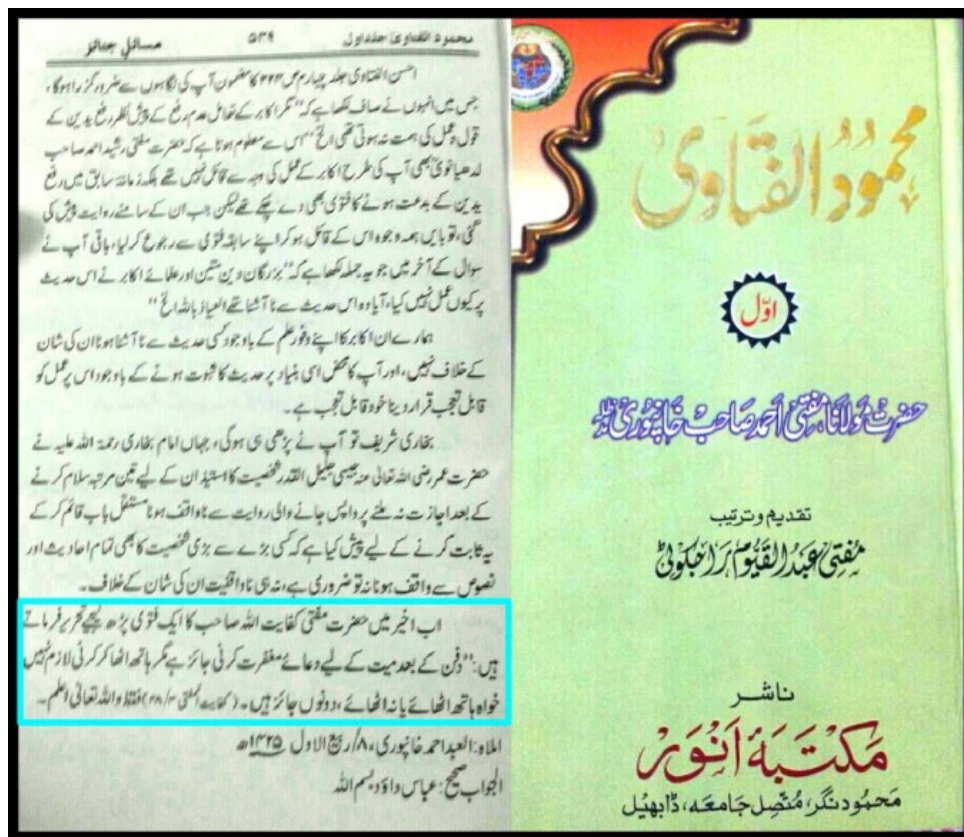 محمود الفتاویٰ جلد اول ۵۳۹ مسائل جنائز
احسن الفتاویٰ جلد چہارم ص ۲۲۴ کا مضمون آپ کی نگاہوں سے ضرور گزرا ہوگا،
جس میں انہوں نے صاف لکھا ہے کہ ”مگر اکابر کے تعامل عدم رفع کے پیش نظر رفع یدین کے
قول وعمل کی ہمت نہ ہوتی تھی الخ“ اس سے معلوم ہوتا ہے کہ حضرت مفتی رشید احمد صاحب
لدھیانویؒ بھی آپ کی طرح اکابر کے عمل کی وجہ سے قائل نہیں تھے بلکہ زمانۂ سابق میں رفع
یدین کے بدعت ہونے کا فتویٰ بھی دے چکے تھے لیکن جب ان کے سامنے روایت پیش کی
گئی، تو بایں ہمہ وجوہ اس کے قائل ہو کر اپنے سابقہ فتویٰ سے رجوع کر لیا، باقی آپ نے
سوال کے آخر میں جو یہ جملہ لکھا ہے کہ ”بزرگان دین متین اور علمائے اکابر نے اس حدیث
پر کیوں عمل نہیں کیا، آیا وہ اس حدیث سے نا آشنا تھے العیاذ باللہ الخ“
ہمارے ان اکابر کا اپنے وفور علم کے باوجود کسی حدیث سے نا آشنا ہونا ان کی شان
کے خلاف نہیں، اور آپ کا محض اسی بنیاد پر حدیث کا ثبوت ہونے کے باوجود اس پر عمل کو
قابل تعجب قرار دینا خود قابل تعجب ہے۔
بخاری شریف تو آپ نے پڑھی ہی ہوگی، جہاں امام بخاری رحمۃ اللہ علیہ نے
حضرت عمر رضی اللہ تعالیٰ عنہ جیسی جلیل القدر شخصیت کا استیذان کے لیے تین مرتبہ سلام کرنے
کے بعد اجازت نہ ملنے پر واپس جانے والی روایت سے ناواقف ہونا مستقل باب قائم کر کے
یہ ثابت کرنے کے لیے پیش کیا ہے کہ کسی بڑے سے بڑی شخصیت کا بھی تمام احادیث اور
نصوص سے واقف ہونا نہ تو ضروری ہے، نہ ہی ناواقفیت ان کی شان کے خلاف۔
اب اخیر میں حضرت مفتی کفایت اللہ صاحب کا ایک فتویٰ پڑھ لیجیے تحریر فرماتے
ہیں: ”دفن کے بعد میت کے لیے دعائے مغفرت کرنی جائز ہے مگر ہاتھ اٹھا کر کرنی لازم نہیں
خواہ ہاتھ اٹھائے یا نہ اٹھائے، دونوں جائز ہیں۔ (کفایت المفتی ۴/۴۸) فقط واللہ تعالیٰ اعلم۔
املاہ: العبد احمد خانپوری، ۸/ ربیع الاول ۱۴۲۵ھ
الجواب صحیح: عباس داؤد بسم اللہ
محمود الفتاویٰ
اوّل
حضرت مولانا مفتی احمد صاحب خانپوری
تقدیم وترتیب
مفتی عبدالقیوم راجکوٹی
ناشر
مکتبۂ انور
محمود نگر، متصل جامعہ، ڈابھیل